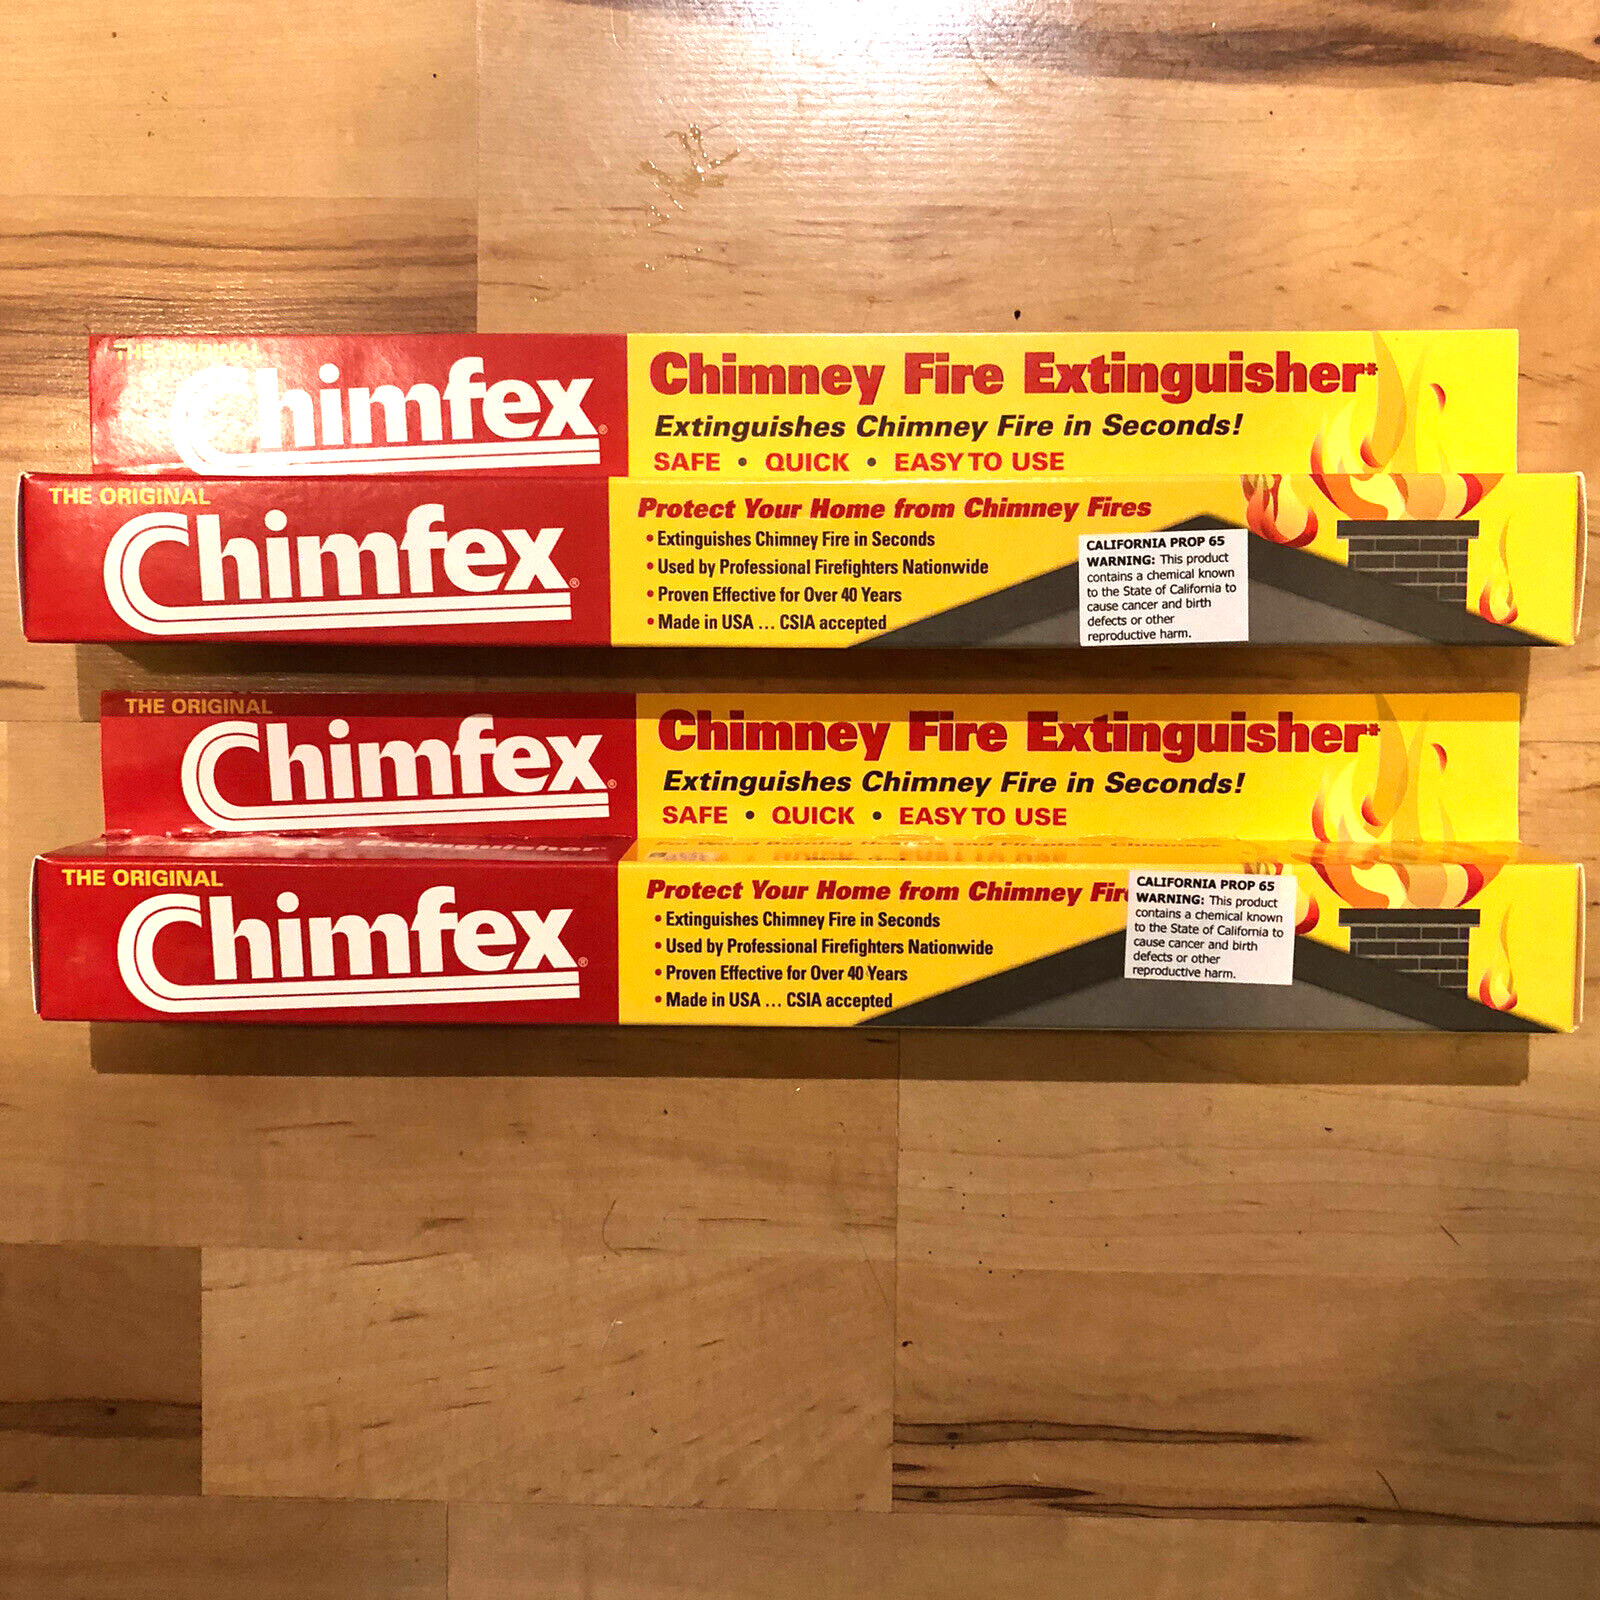 THE ORIGINAL
Chimfex®
Chimney Fire Extinguisher*
Extinguishes Chimney Fire in Seconds!
SAFE • QUICK • EASY TO USE
THE ORIGINAL
Chimfex®
Protect Your Home from Chimney Fires
• Extinguishes Chimney Fire in Seconds
• Used by Professional Firefighters Nationwide
• Proven Effective for Over 40 Years
• Made in USA ... CSIA accepted
CALIFORNIA PROP 65
WARNING: This product
contains a chemical known
to the State of California to
cause cancer and birth
defects or other
reproductive harm.
THE ORIGINAL
Chimfex®
Chimney Fire Extinguisher*
Extinguishes Chimney Fire in Seconds!
SAFE • QUICK • EASY TO USE
THE ORIGINAL
Chimfex®
Protect Your Home from Chimney Fir
• Extinguishes Chimney Fire in Seconds
• Used by Professional Firefighters Nationwide
• Proven Effective for Over 40 Years
• Made in USA ... CSIA accepted
CALIFORNIA PROP 65
WARNING: This product
contains a chemical known
to the State of California to
cause cancer and birth
defects or other
reproductive harm.